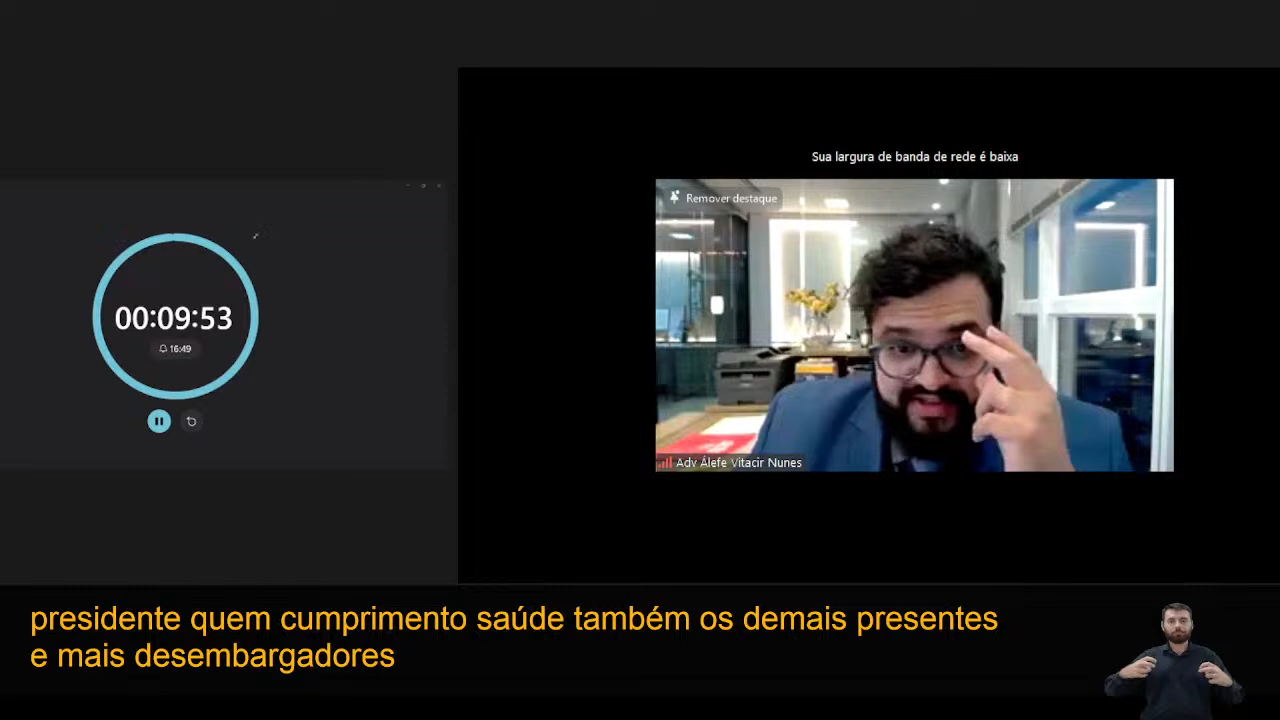 Sua largura de banda de rede é baixa
Remover destaque
00:09:53
16:49
Adv Álefe Vitacir Nunes
presidente quem cumprimento saúde também os demais presentes
e mais desembargadores